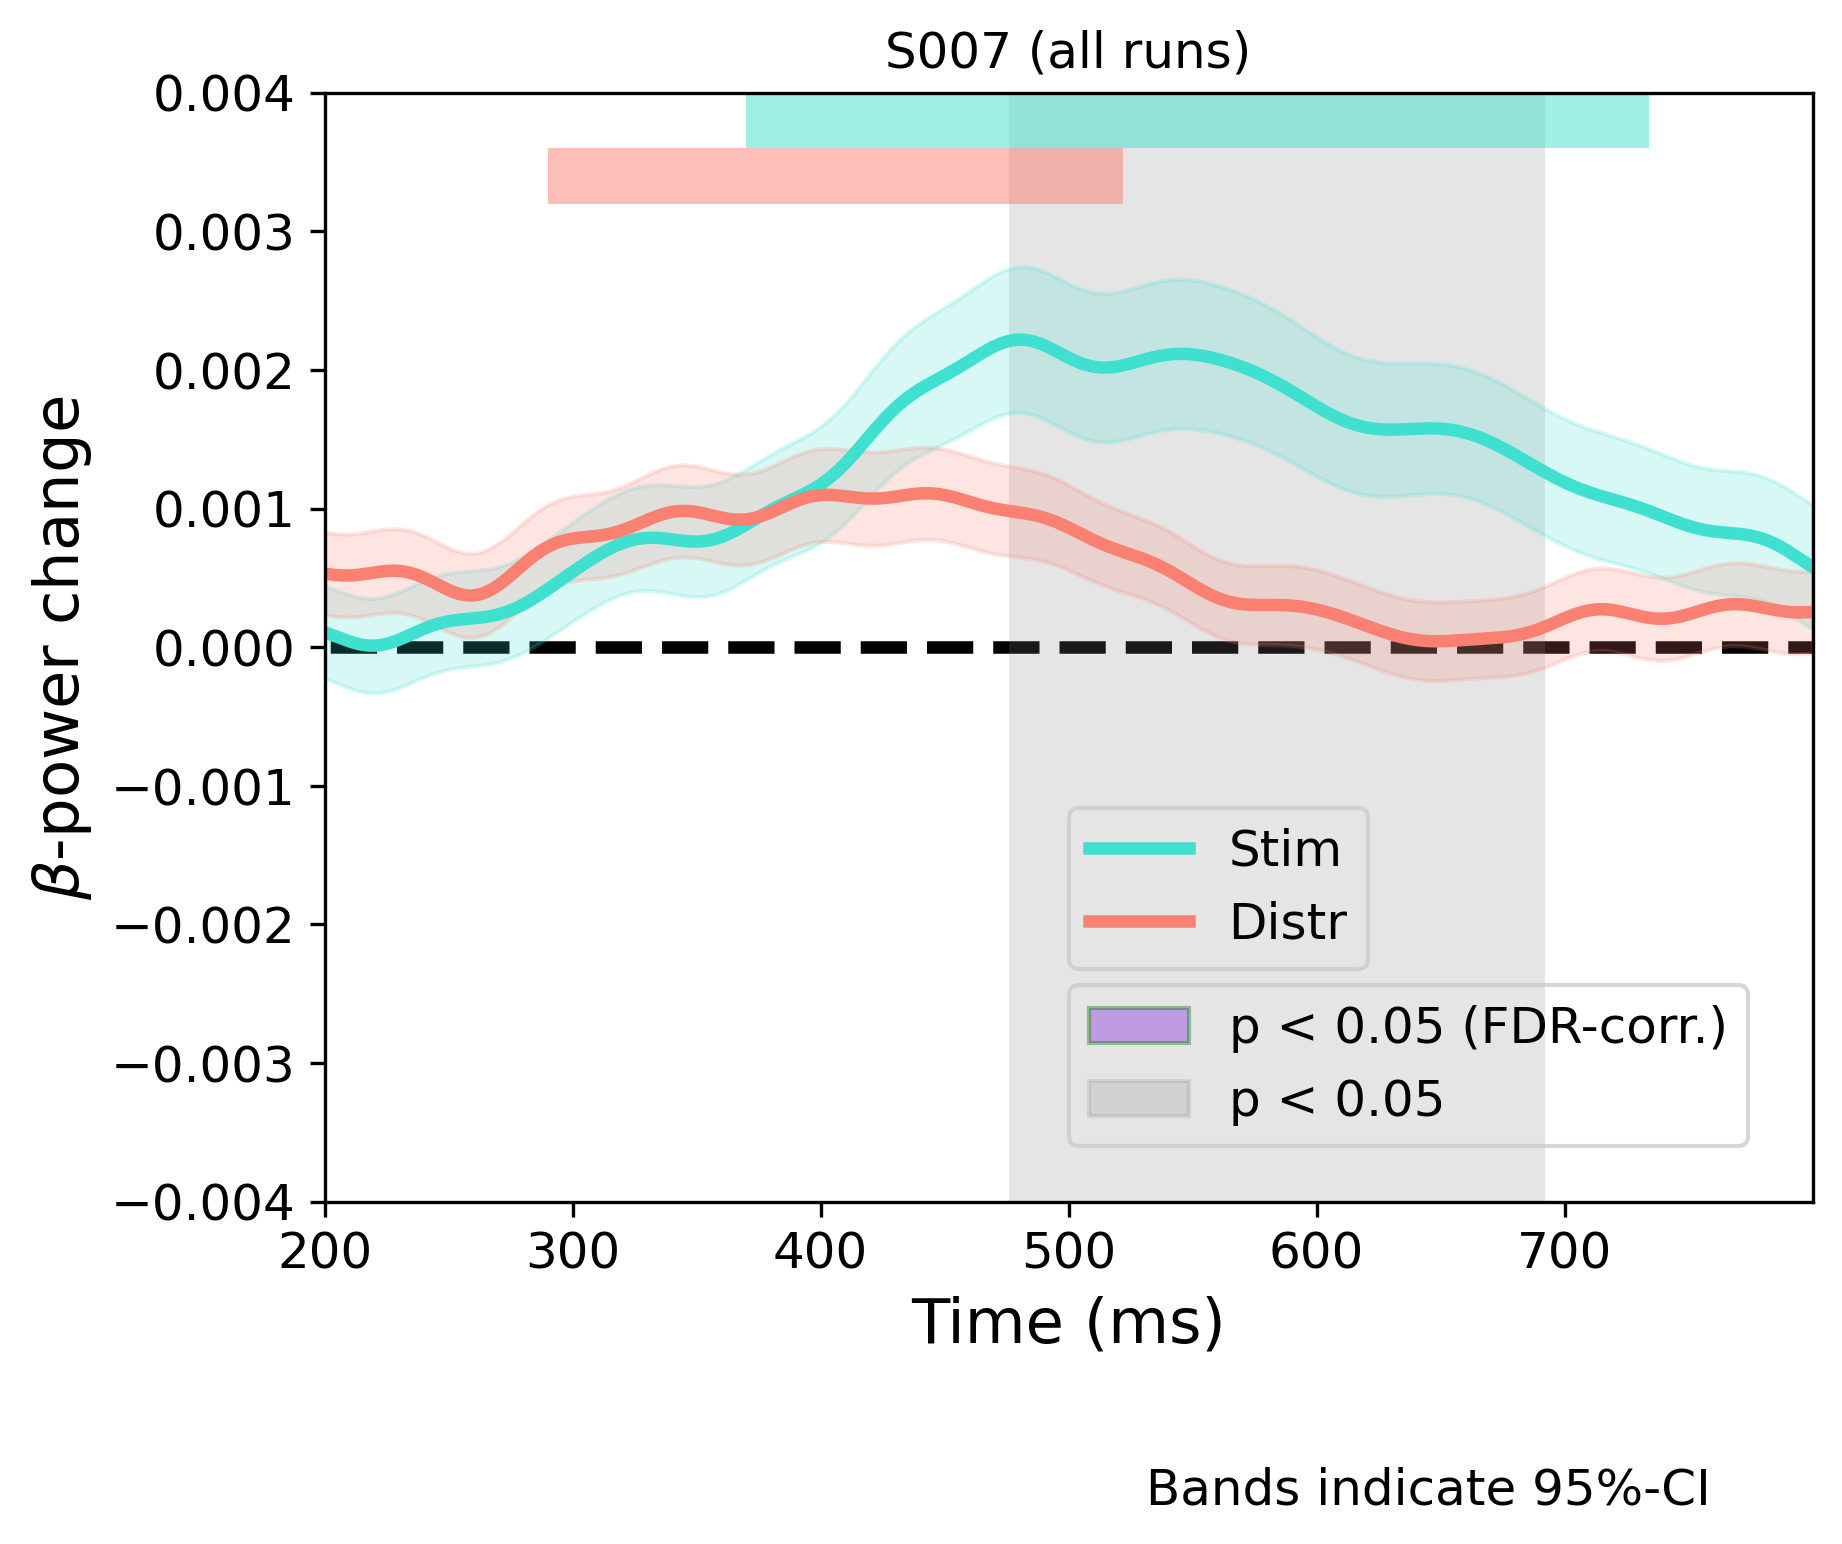 S007 (all runs)
0.004
0.003
0.002
0.001
0.000
−0.001
−0.002
−0.003
−0.004
β-power change
200
300
400
500
600
700
Time (ms)
Stim
Distr
p < 0.05 (FDR-corr.)
p < 0.05
Bands indicate 95%-CI